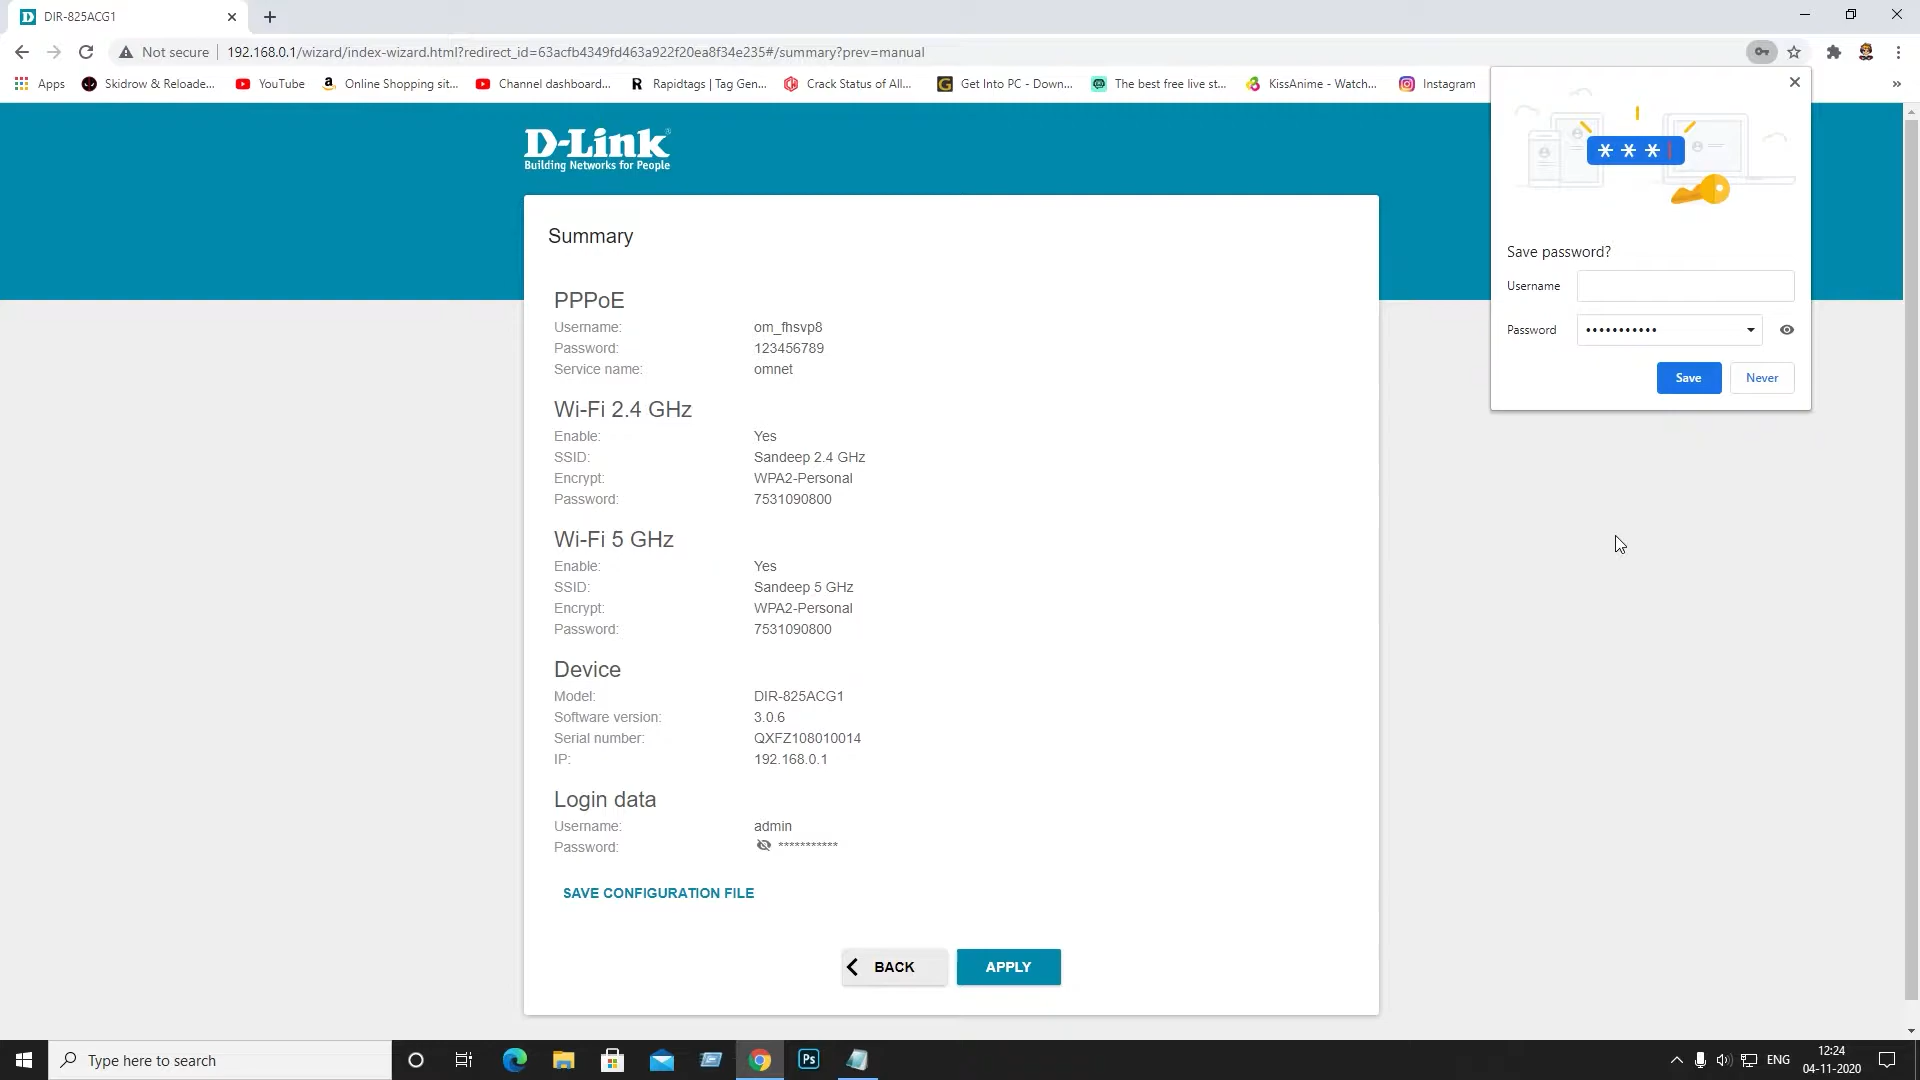 DIR-825ACG1
Not secure
192.168.0.1/wizard/index-wizard.html?redirect_id=63acfb4349fd463a922f20ea8f34e235#/summary?prev=manual
Apps
Skidrow & Reloade...
YouTube
Online Shopping sit...
Channel dashboard...
Rapidtags | Tag Gen...
Crack Status of All...
Get Into PC - Down...
The best free live st...
KissAnime - Watch...
Instagram
»
D-Link
Building Networks for People
***
Save password?
Username
Password •••••••••••
Save
Never
Summary
PPPoE
Username: om_fhsvp8
Password: 123456789
Service name: omnet
Wi-Fi 2.4 GHz
Enable: Yes
SSID: Sandeep 2.4 GHz
Encrypt: WPA2-Personal
Password: 7531090800
Wi-Fi 5 GHz
Enable: Yes
SSID: Sandeep 5 GHz
Encrypt: WPA2-Personal
Password: 7531090800
Device
Model: DIR-825ACG1
Software version: 3.0.6
Serial number: QXFZ108010014
IP: 192.168.0.1
Login data
Username: admin
Password: ***********
SAVE CONFIGURATION FILE
BACK
APPLY
Type here to search
Ps
ENG
12:24
04-11-2020